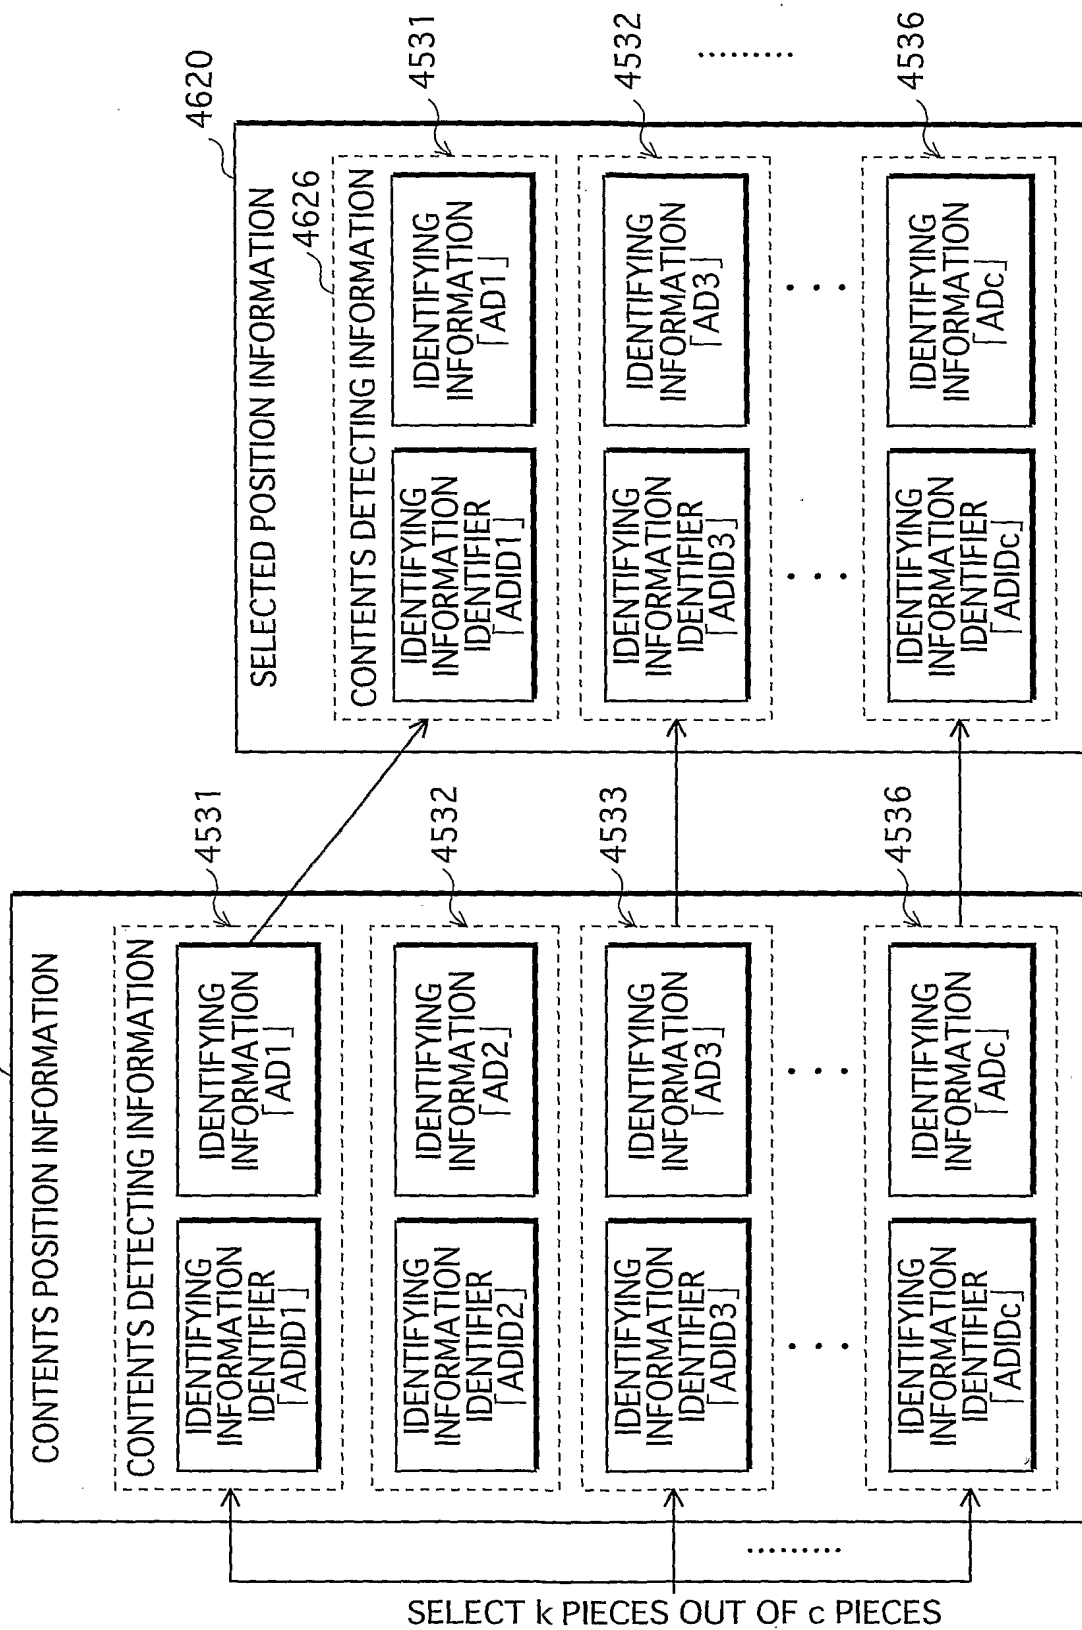 SELECT k PIECES OUT OF c PIECES
CONTENTS POSITION INFORMATION
CONTENTS DETECTING INFORMATION
4531
IDENTIFYING
INFORMATION
IDENTIFIER
「ADID1」
IDENTIFYING
INFORMATION
「AD1」
4532
IDENTIFYING
INFORMATION
IDENTIFIER
「ADID2」
IDENTIFYING
INFORMATION
「AD2」
4533
IDENTIFYING
INFORMATION
IDENTIFIER
「ADID3」
IDENTIFYING
INFORMATION
「AD3」
4536
IDENTIFYING
INFORMATION
IDENTIFIER
「ADIDc」
IDENTIFYING
INFORMATION
「ADc」
4620
SELECTED POSITION INFORMATION
4626
CONTENTS DETECTING INFORMATION
4531
IDENTIFYING
INFORMATION
IDENTIFIER
「ADID1」
IDENTIFYING
INFORMATION
「AD1」
4532
IDENTIFYING
INFORMATION
IDENTIFIER
「ADID3」
IDENTIFYING
INFORMATION
「AD3」
4536
IDENTIFYING
INFORMATION
IDENTIFIER
「ADIDc」
IDENTIFYING
INFORMATION
「ADc」